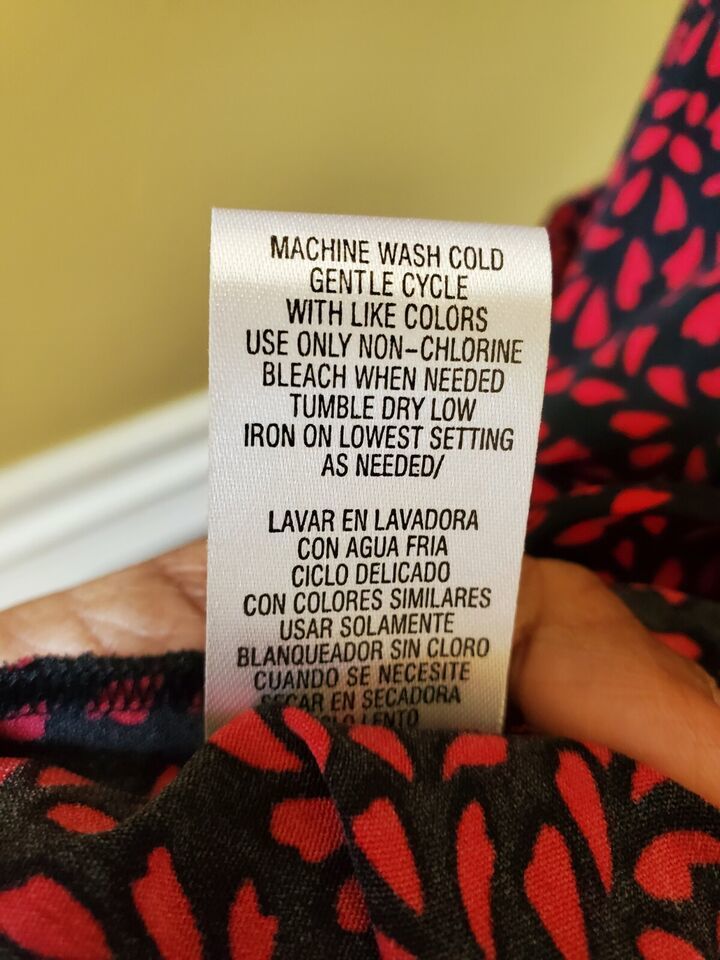 MACHINE WASH COLD
GENTLE CYCLE
WITH LIKE COLORS
USE ONLY NON-CHLORINE
BLEACH WHEN NEEDED
TUMBLE DRY LOW
IRON ON LOWEST SETTING
AS NEEDED/
LAVAR EN LAVADORA
CON AGUA FRIA
CICLO DELICADO
CON COLORES SIMILARES
USAR SOLAMENTE
BLANQUEADOR SIN CLORO
CUANDO SE NECESITE
SECAR EN SECADORA
LENTO